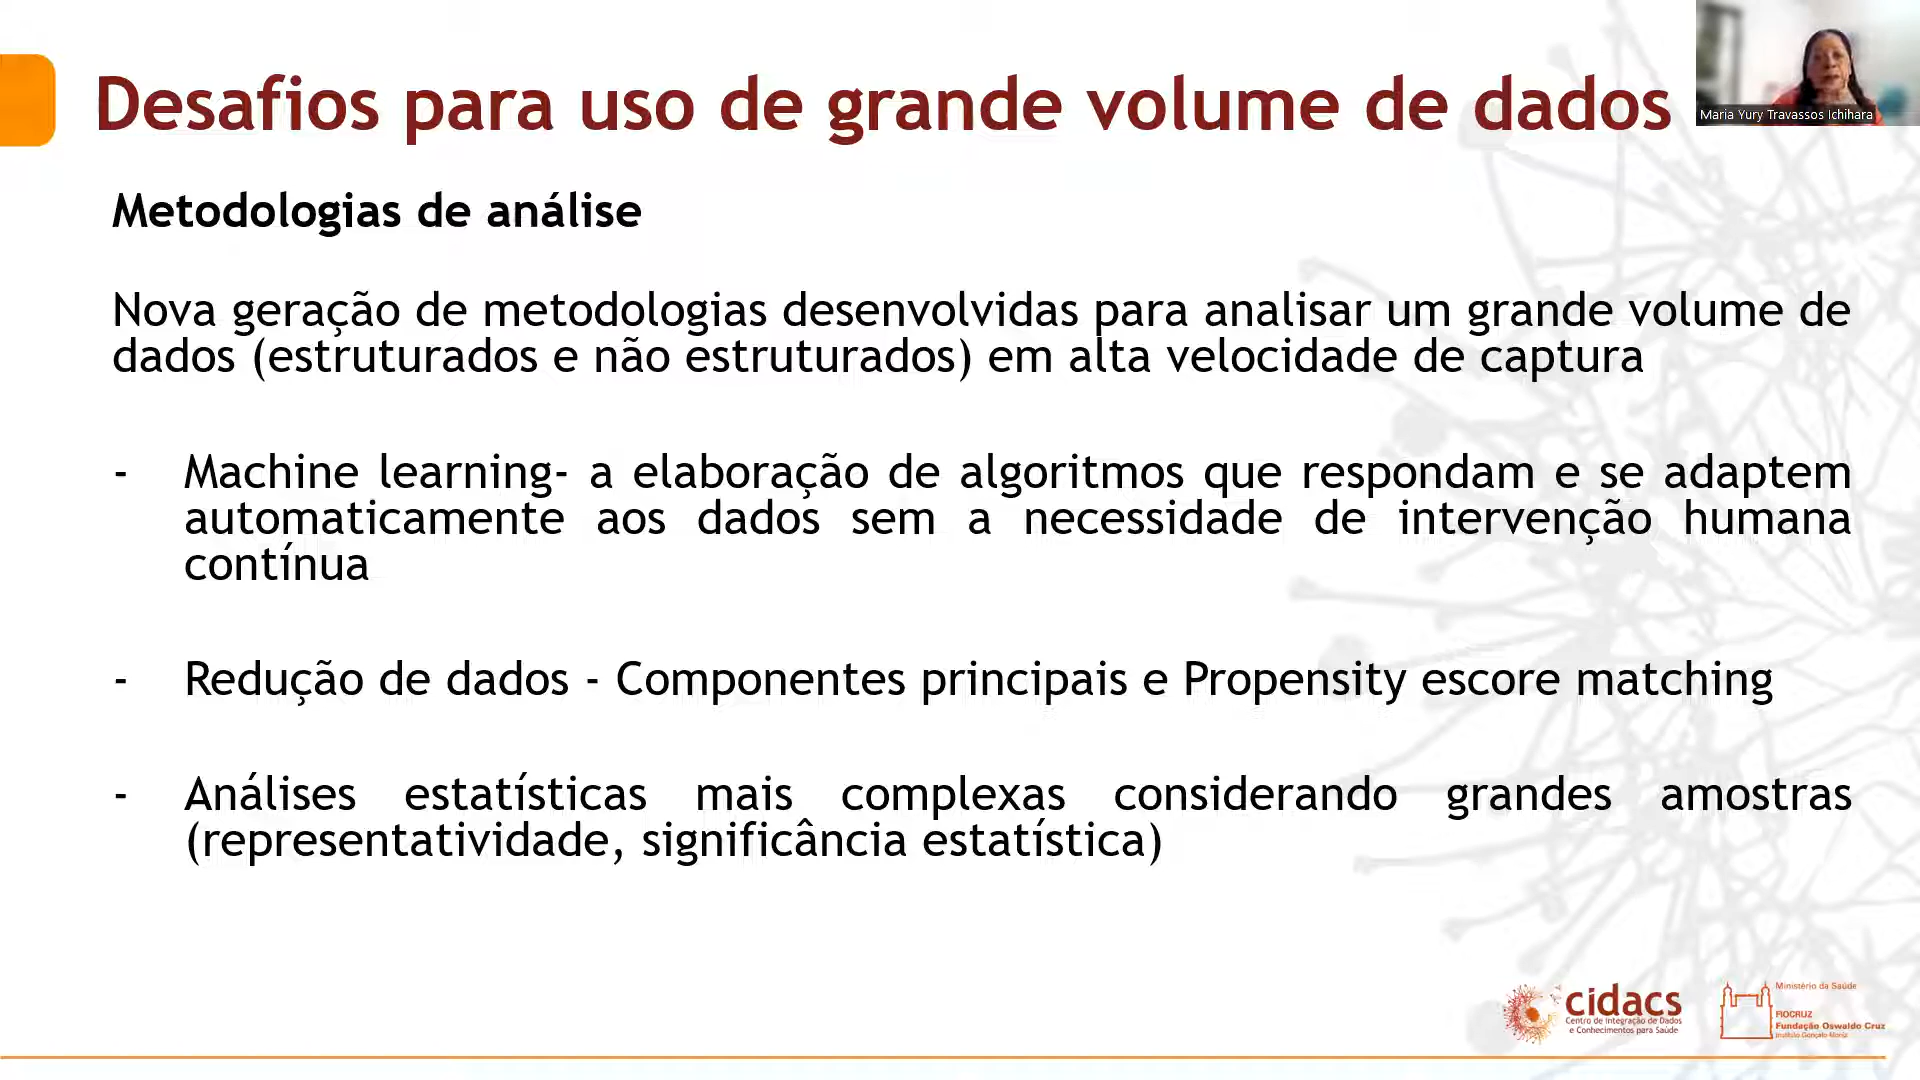 Desafios para uso de grande volume de dados
Maria Yury Travassos Ichihara
Metodologias de análise
Nova geração de metodologias desenvolvidas para analisar um grande volume de
dados (estruturados e não estruturados) em alta velocidade de captura
- Machine learning- a elaboração de algoritmos que respondam e se adaptem
automaticamente aos dados sem a necessidade de intervenção humana
contínua
- Redução de dados - Componentes principais e Propensity escore matching
- Análises estatísticas mais complexas considerando grandes amostras
(representatividade, significância estatística)
cidacs
Centro de Integração de Dados
e Conhecimentos para Saúde
Ministério da Saúde
FIOCRUZ
Fundação Oswaldo Cruz
Instituto Gonçalo Moniz